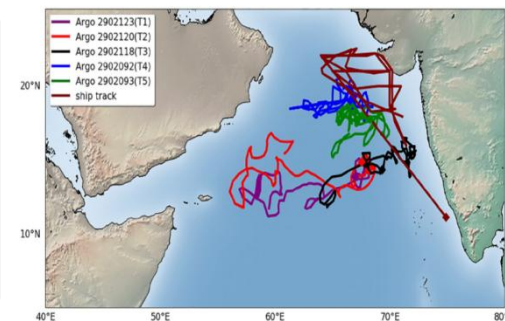 Argo 2902123(T1)
Argo 2902120(T2)
Argo 2902118(T3)
Argo 2902092(T4)
Argo 2902093(T5)
ship track
20°N
10°N
40°E 50°E 60°E 70°E 80°